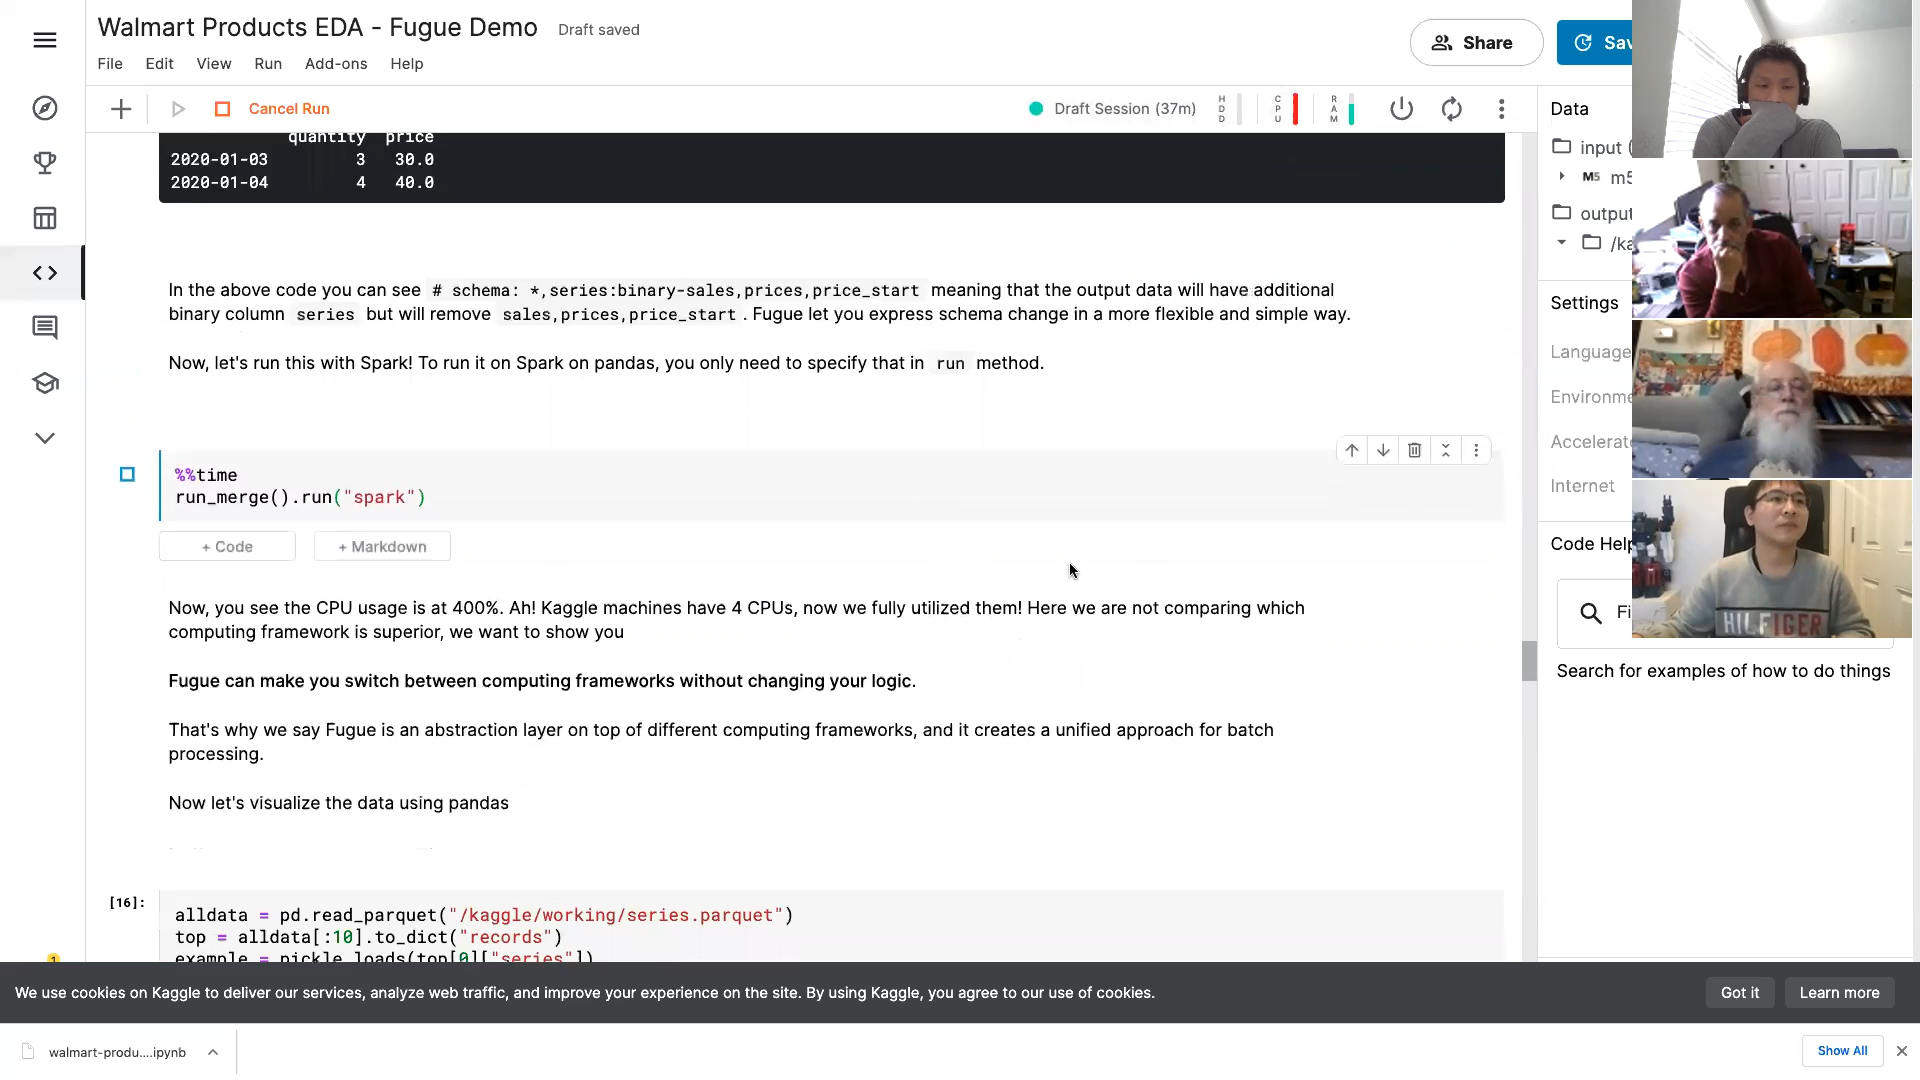 Walmart Products EDA - Fugue Demo Draft saved
Share
Sav
File Edit View Run Add-ons Help
Cancel Run
Draft Session (37m)
HDD
CPU
RAM
Data
quantity price
2020-01-03 3 30.0
2020-01-04 4 40.0
input (
M5 m5
output
/ka
In the above code you can see # schema: *,series:binary-sales,prices,price_start meaning that the output data will have additional
binary column series but will remove sales,prices,price_start . Fugue let you express schema change in a more flexible and simple way.
Now, let's run this with Spark! To run it on Spark on pandas, you only need to specify that in run method.
Settings
Language
Environme
Accelerat
Internet
%%time
run_merge().run("spark")
+ Code + Markdown
Code Help
Fi
HILFIGER
Search for examples of how to do things
Now, you see the CPU usage is at 400%. Ah! Kaggle machines have 4 CPUs, now we fully utilized them! Here we are not comparing which
computing framework is superior, we want to show you
Fugue can make you switch between computing frameworks without changing your logic.
That's why we say Fugue is an abstraction layer on top of different computing frameworks, and it creates a unified approach for batch
processing.
Now let's visualize the data using pandas
[16]:
alldata = pd.read_parquet("/kaggle/working/series.parquet")
top = alldata[:10].to_dict("records")
example = pickle.loads(top[0]["series"])
1
We use cookies on Kaggle to deliver our services, analyze web traffic, and improve your experience on the site. By using Kaggle, you agree to our use of cookies.
Got it Learn more
walmart-produ....ipynb
Show All